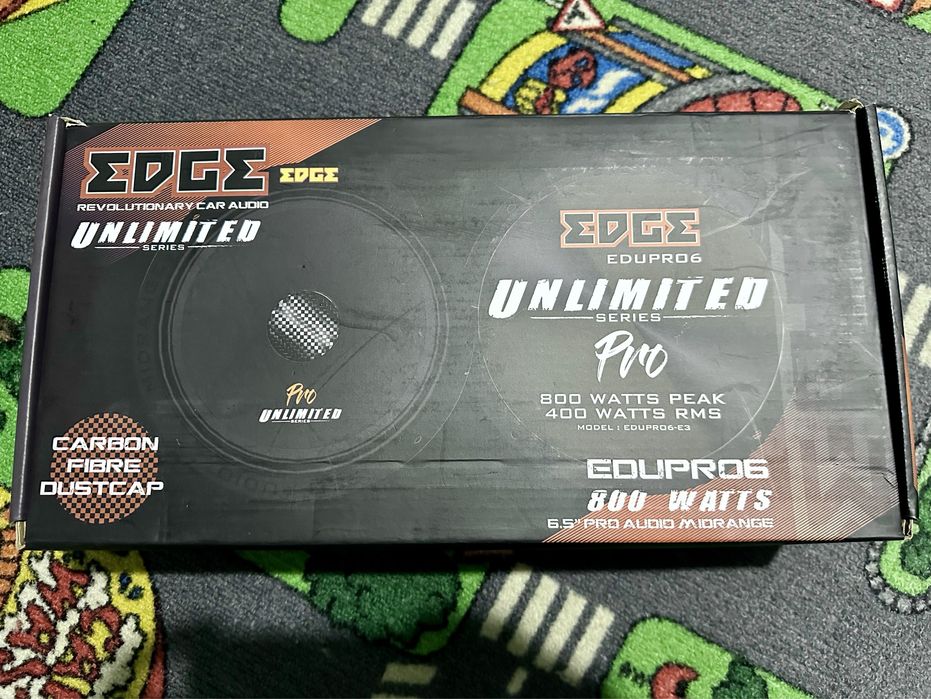 EDGE
EDGE
REVOLUTIONARY CAR AUDIO
UNLIMITED
SERIES
Pro
UNLIMITED
SERIES
CARBON
FIBRE
DUSTCAP
EDGE
EDUPRO6
UNLIMITED
SERIES
Pro
800 WATTS PEAK
400 WATTS RMS
MODEL : EDUPRO6-E3
EDUPRO6
800 WATTS
6.5" PRO AUDIO MIDRANGE